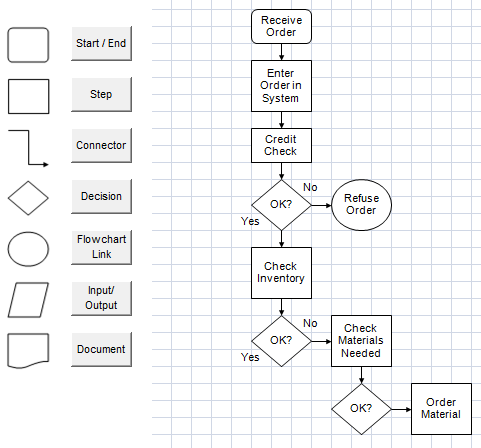 Start / End
Step
Connector
Decision
Flowchart
Link
Input/
Output
Document
Receive
Order
Enter
Order in
System
Credit
Check
OK?
No
Yes
Refuse
Order
Check
Inventory
OK?
No
Yes
Check
Materials
Needed
OK?
Order
Material